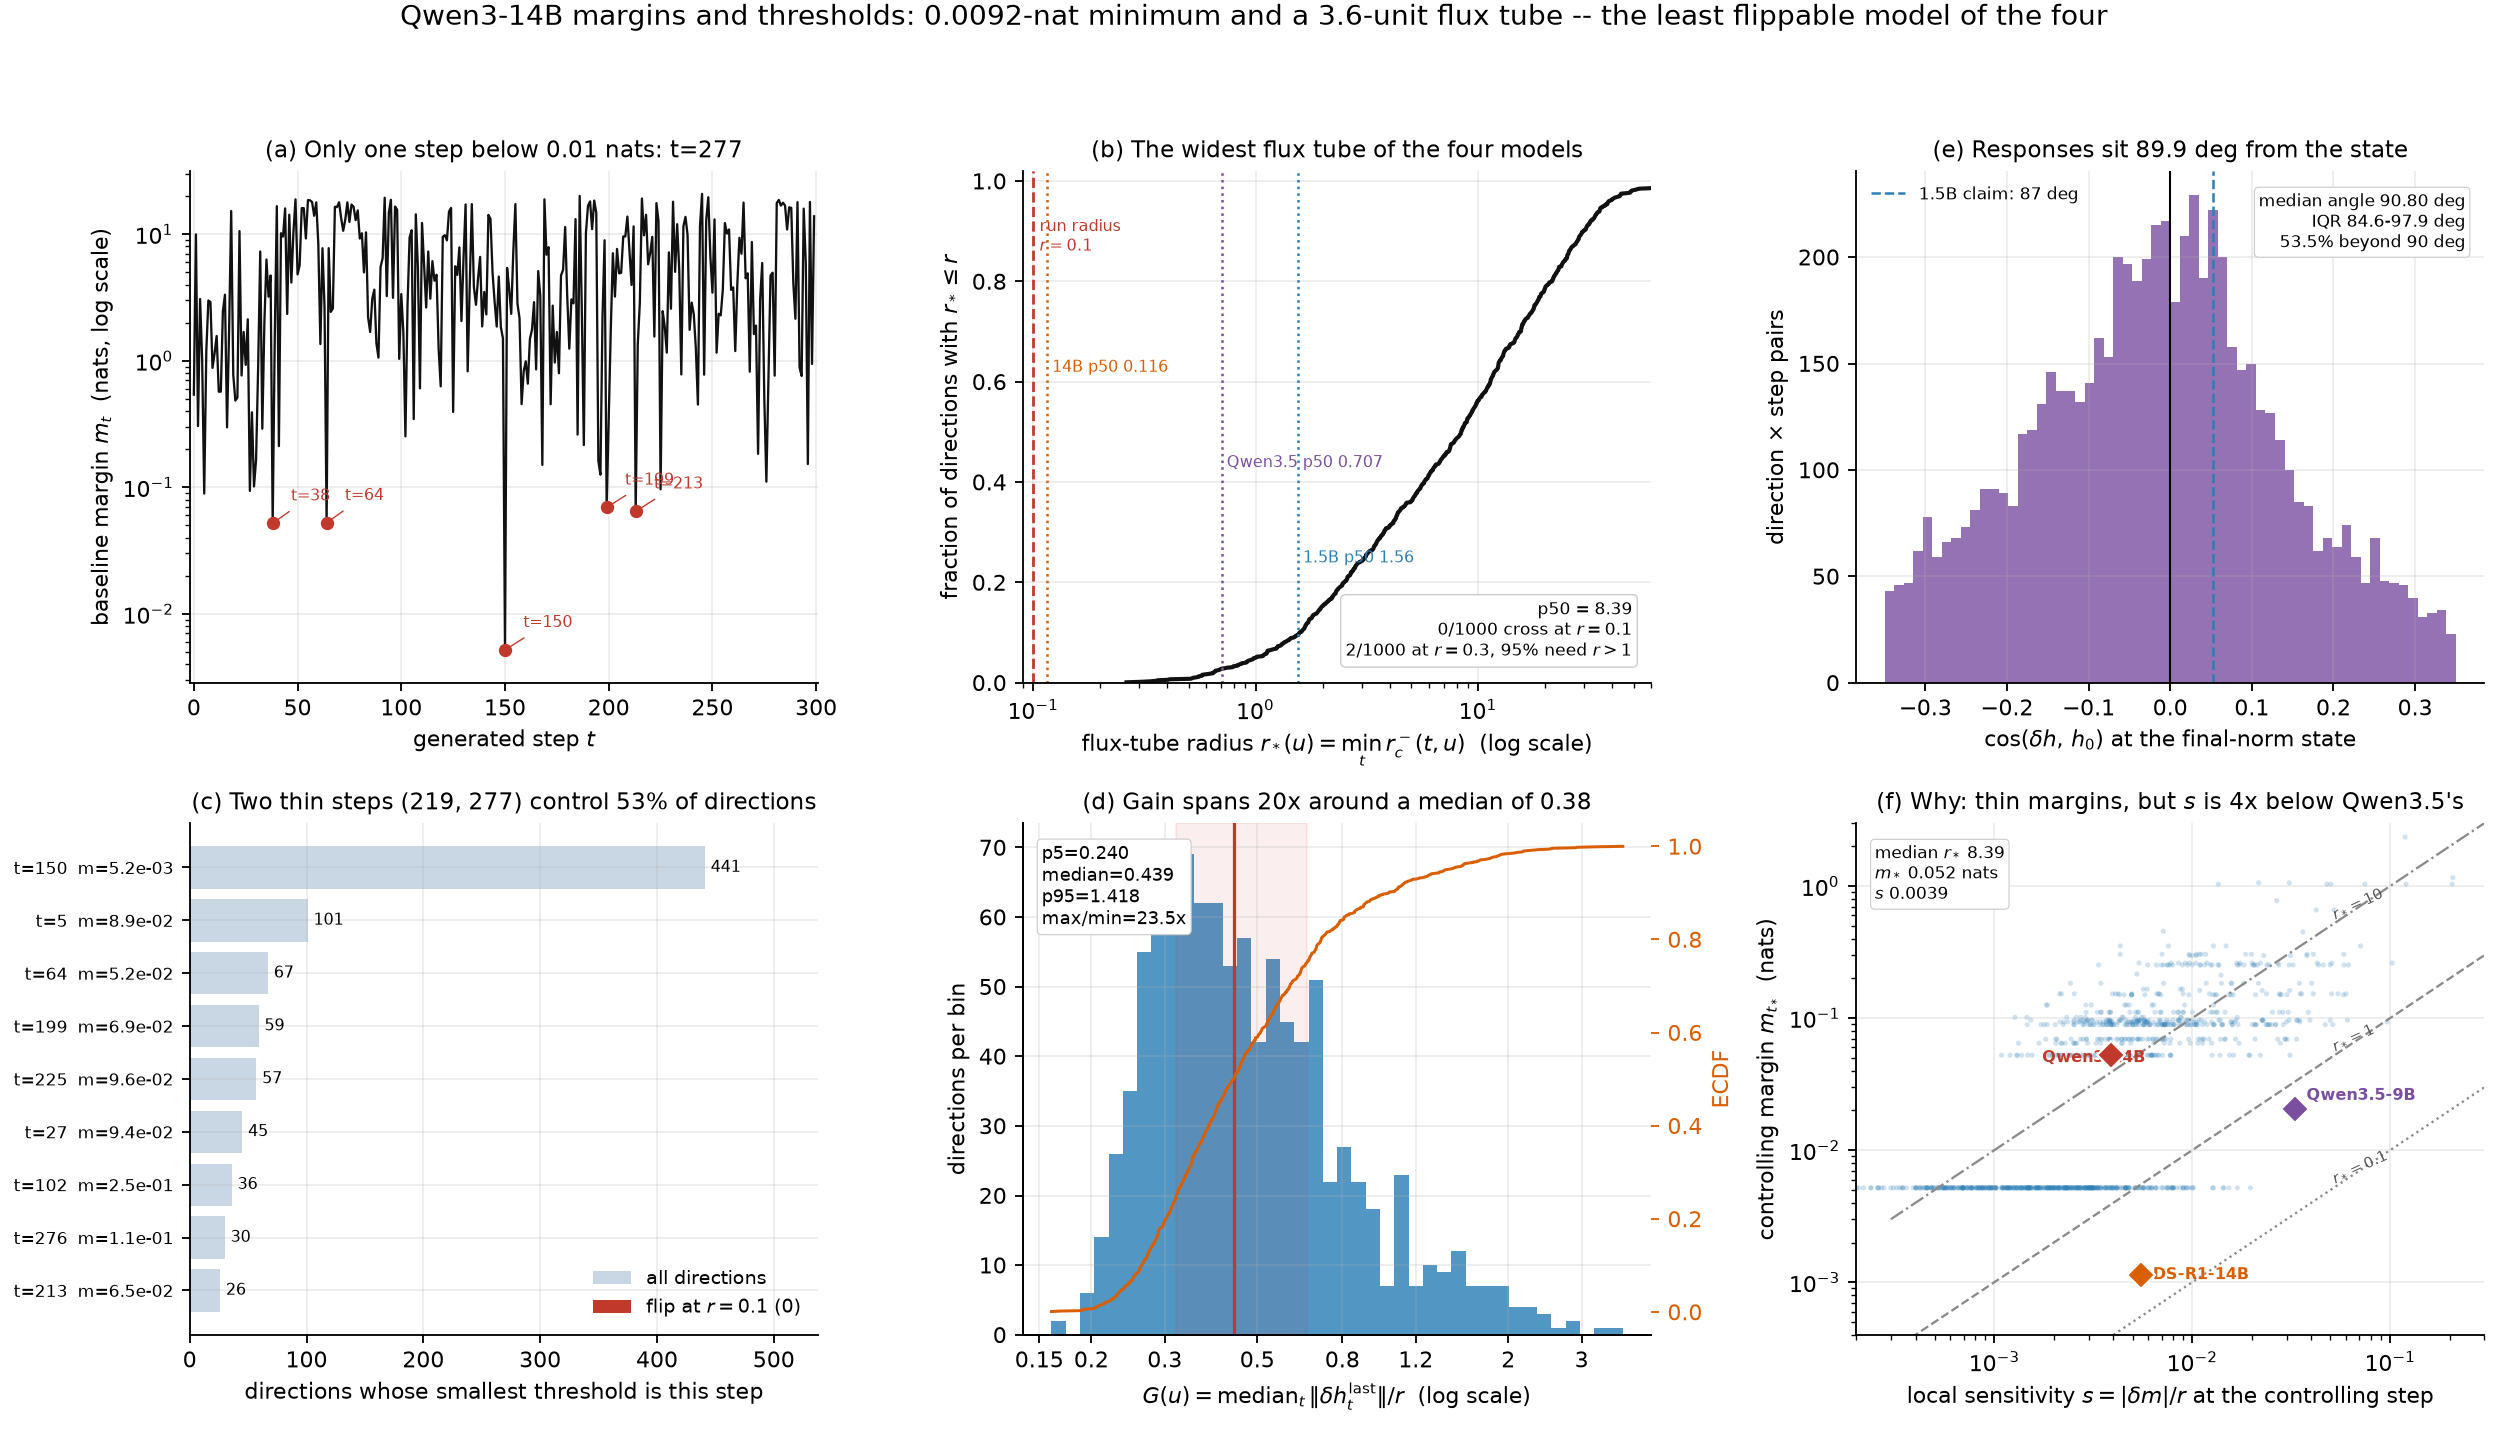 Qwen3-14B margins and thresholds: 0.0092-nat minimum and a 3.6-unit flux tube -- the least flippable model of the four
(a) Only one step below 0.01 nats: t=277
baseline margin m_t (nats, log scale)
10¹
10⁰
10⁻¹
10⁻²
t=38
t=64
t=150
t=199
t=213
0 50 100 150 200 250 300
generated step t
(b) The widest flux tube of the four models
fraction of directions with r* ≤ r
1.0
0.8
0.6
0.4
0.2
0.0
run radius
r = 0.1
14B p50 0.116
Qwen3.5 p50 0.707
1.5B p50 1.56
p50 = 8.39
0/1000 cross at r = 0.1
2/1000 at r = 0.3, 95% need r > 1
10⁻¹ 10⁰ 10¹
flux-tube radius r*(u) = min_t r_c⁻(t, u) (log scale)
(e) Responses sit 89.9 deg from the state
1.5B claim: 87 deg
median angle 90.80 deg
IQR 84.6-97.9 deg
53.5% beyond 90 deg
direction × step pairs
200
150
100
50
0
−0.3 −0.2 −0.1 0.0 0.1 0.2 0.3
cos(δh, h₀) at the final-norm state
(c) Two thin steps (219, 277) control 53% of directions
t=150 m=5.2e-03 441
t=5 m=8.9e-02 101
t=64 m=5.2e-02 67
t=199 m=6.9e-02 59
t=225 m=9.6e-02 57
t=27 m=9.4e-02 45
t=102 m=2.5e-01 36
t=276 m=1.1e-01 30
t=213 m=6.5e-02 26
all directions
flip at r = 0.1 (0)
0 100 200 300 400 500
directions whose smallest threshold is this step
(d) Gain spans 20x around a median of 0.38
p5=0.240
median=0.439
p95=1.418
max/min=23.5x
directions per bin
70
60
50
40
30
20
10
0
ECDF
1.0
0.8
0.6
0.4
0.2
0.0
0.15 0.2 0.3 0.5 0.8 1.2 2 3
G(u) = median_t ‖δh_t^last‖/r (log scale)
(f) Why: thin margins, but s is 4x below Qwen3.5's
median r* 8.39
m* 0.052 nats
s 0.0039
controlling margin m_t* (nats)
10⁰
10⁻¹
10⁻²
10⁻³
r* = 10
r* = 1
r* = 0.1
Qwen3-14B
Qwen3.5-9B
DS-R1-14B
10⁻³ 10⁻² 10⁻¹
local sensitivity s = |δm|/r at the controlling step